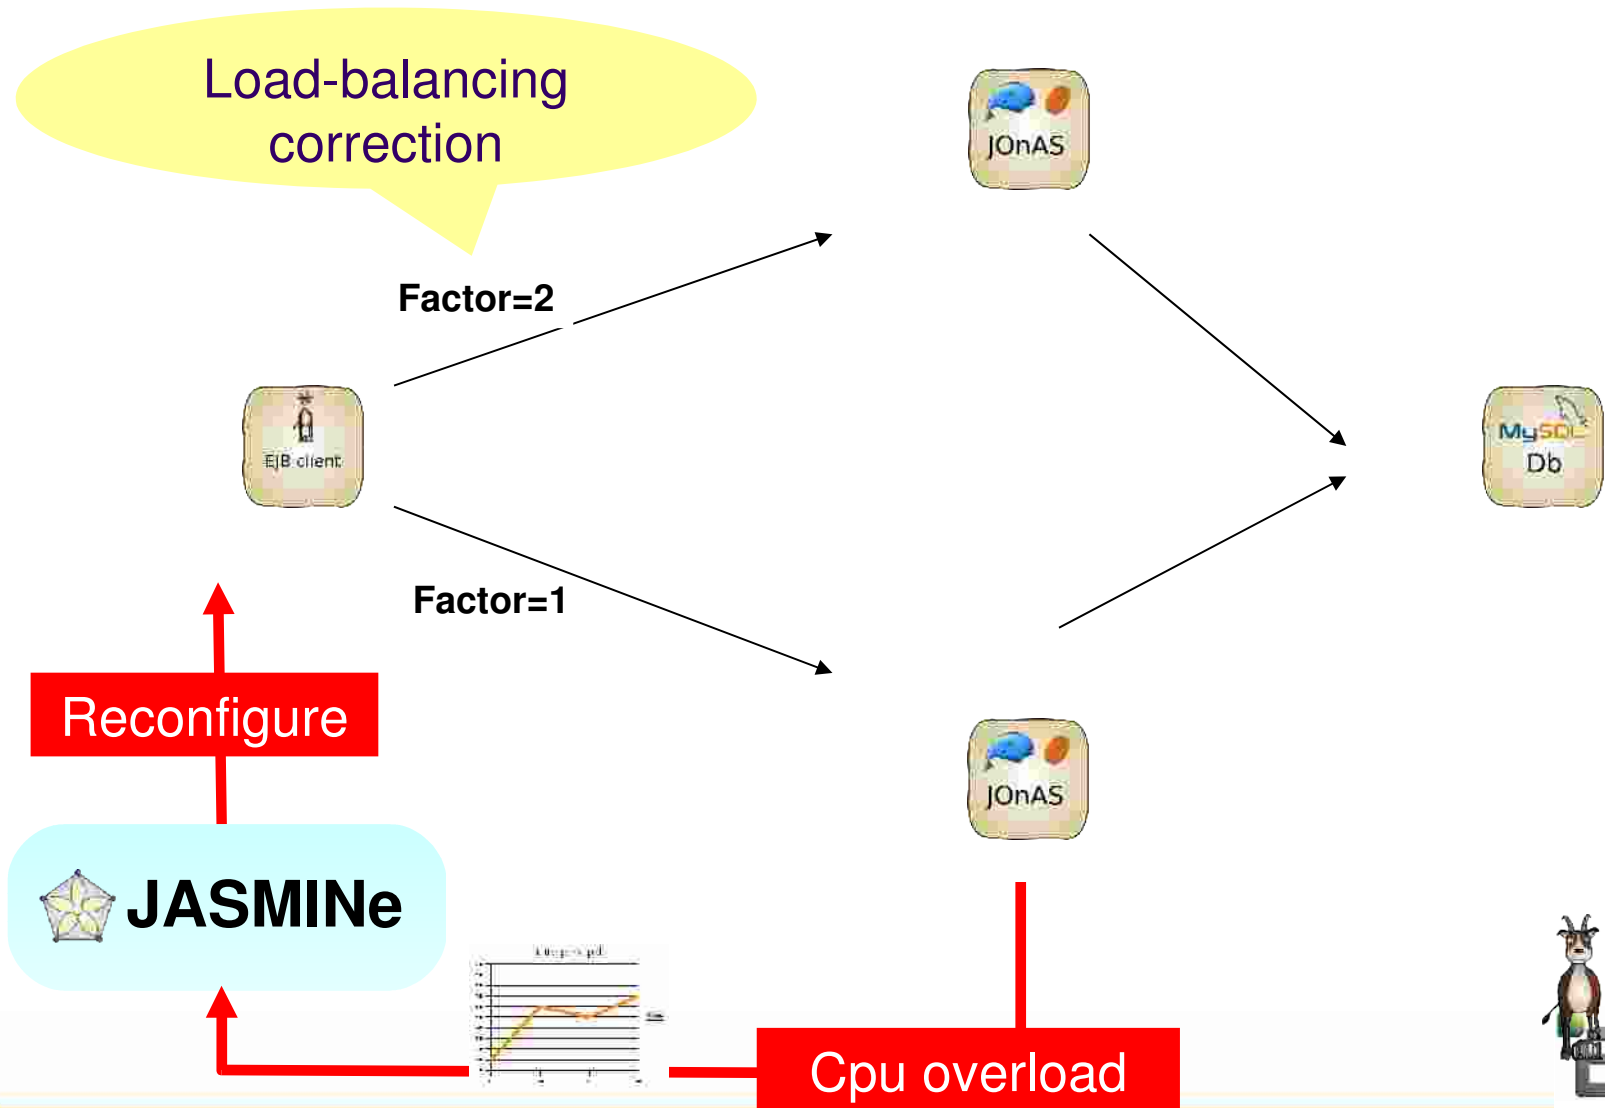 Load-balancing
correction
JOnAS
Factor=2
EJB client
MySQL
Db
Factor=1
Reconfigure
JOnAS
JASMINe
Cpu overload